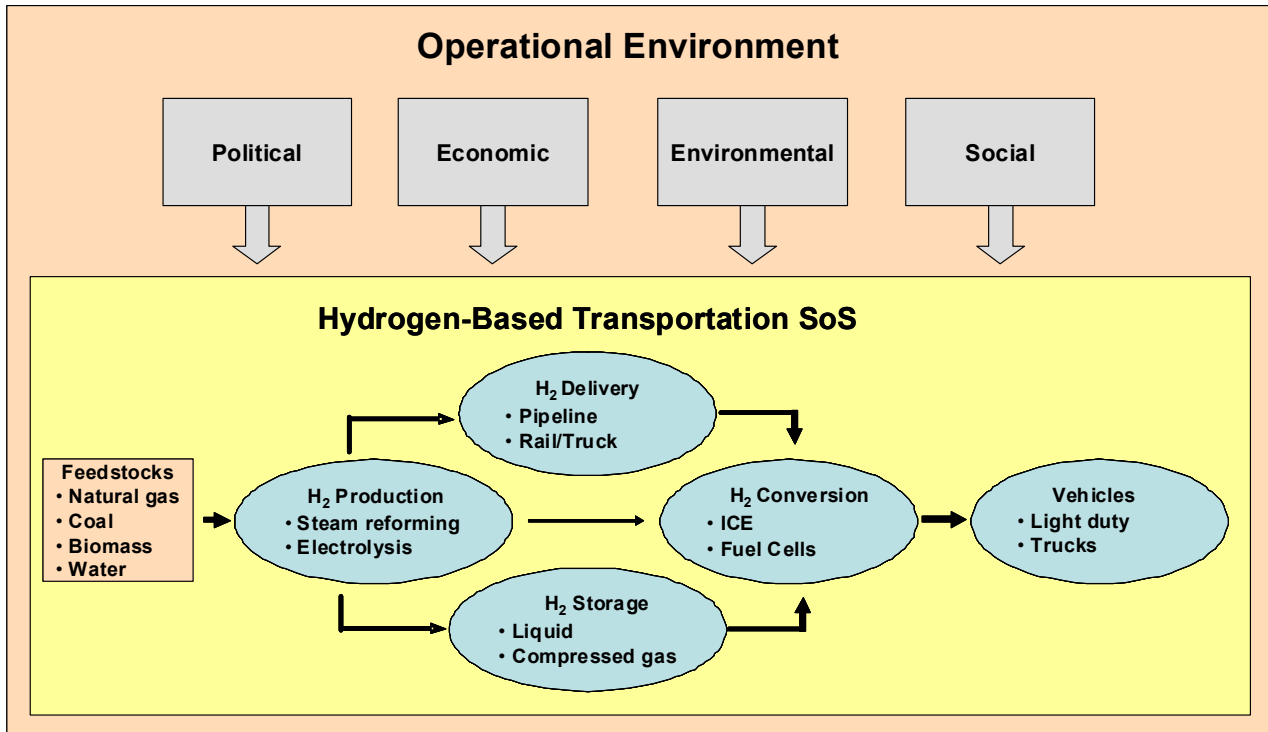 Operational Environment
Political
Economic
Environmental
Social
Hydrogen-Based Transportation SoS
H2 Delivery
• Pipeline
• Rail/Truck
Feedstocks
• Natural gas
• Coal
• Biomass
• Water
H2 Production
• Steam reforming
• Electrolysis
H2 Conversion
• ICE
• Fuel Cells
Vehicles
• Light duty
• Trucks
H2 Storage
• Liquid
• Compressed gas